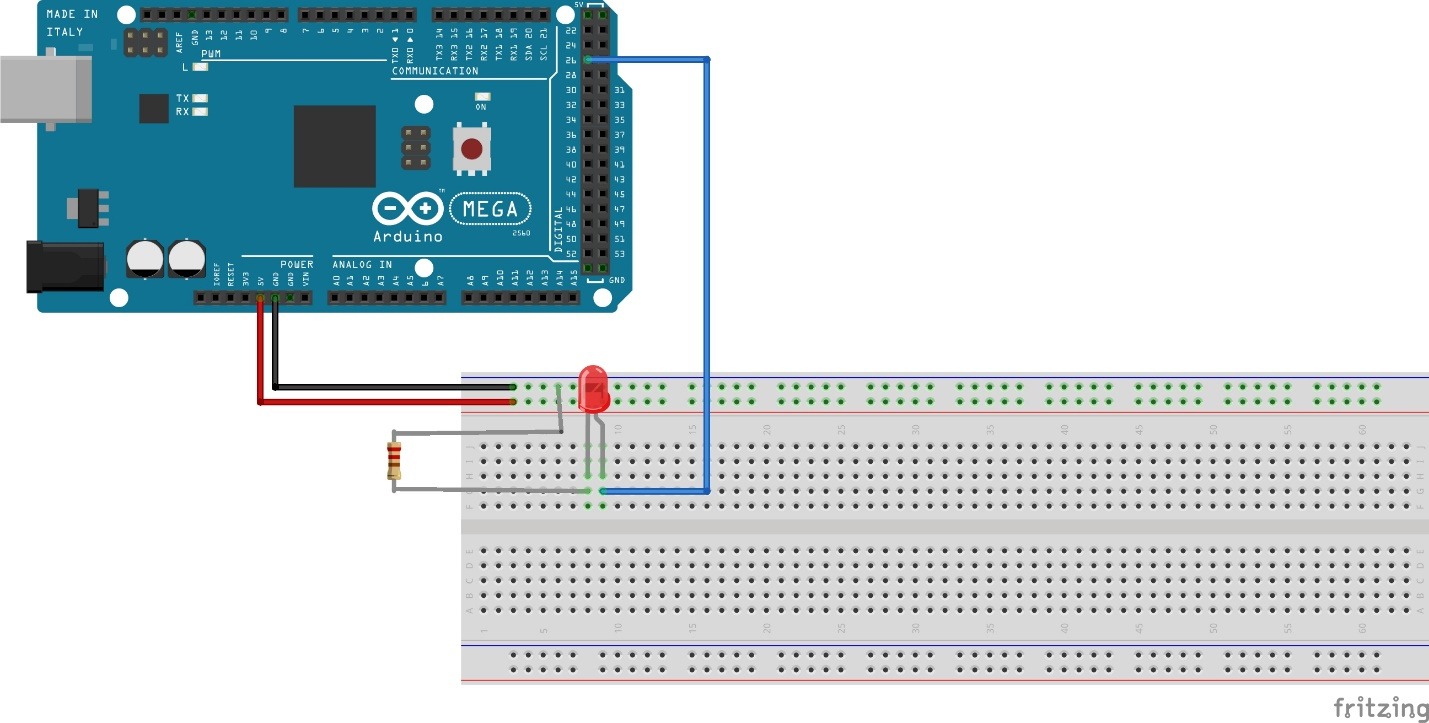 MADE IN
ITALY
AREF
GND
13
12
11
10
9
8
7
6
5
4
3
2
TX0 ◄ 1
RX0 ► 0
TX3 14
RX3 15
TX2 16
RX2 17
TX1 18
RX1 19
SDA 20
SCL 21
5V
PWM
COMMUNICATION
L
TX
RX
ON
22
24
26
28
30 31
32 33
34 35
36 37
38 39
40 41
42 43
44 45
46 47
48 49
50 51
52 53
GND
DIGITAL
MEGA
™
Arduino
2560
POWER
ANALOG IN
IOREF
RESET
3V3
5V
GND
GND
VIN
A0
A1
A2
A3
A4
A5
A7
A8
A9
A10
A11
A12
A13
A14
A15
10 15 20 25 30 35 40 45 50 55 60
J J
I I
H H
G G
F F
E E
D D
C C
B B
A A
1 5 10 15 20 25 30 35 40 45 50 55 60
fritzing